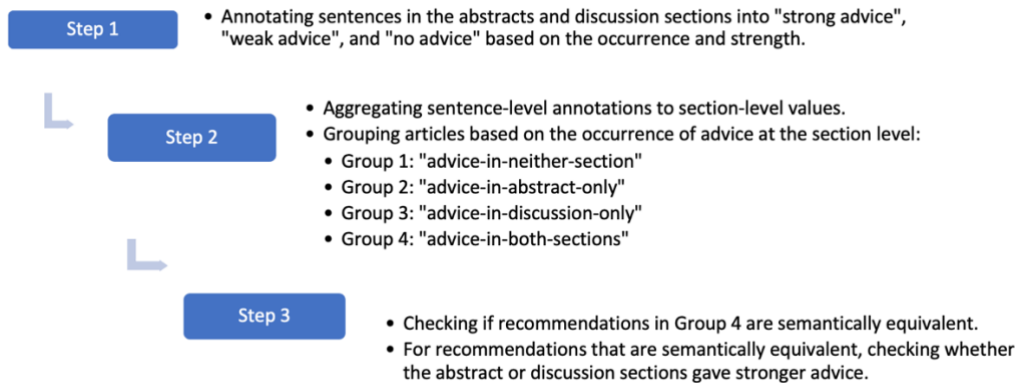 Step 1
• Annotating sentences in the abstracts and discussion sections into "strong advice",
"weak advice", and "no advice" based on the occurrence and strength.
Step 2
• Aggregating sentence-level annotations to section-level values.
• Grouping articles based on the occurrence of advice at the section level:
• Group 1: "advice-in-neither-section"
• Group 2: "advice-in-abstract-only"
• Group 3: "advice-in-discussion-only"
• Group 4: "advice-in-both-sections"
Step 3
• Checking if recommendations in Group 4 are semantically equivalent.
• For recommendations that are semantically equivalent, checking whether
the abstract or discussion sections gave stronger advice.